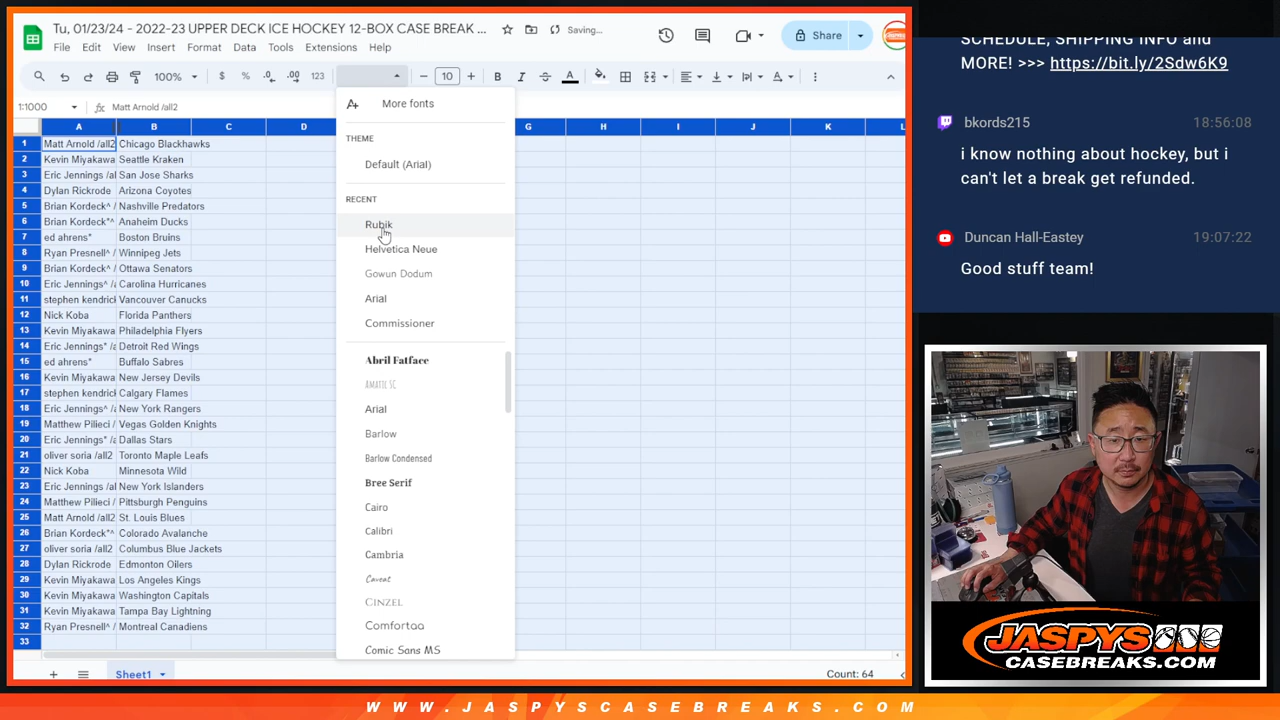 Tu, 01/23/24 - 2022-23 UPPER DECK ICE HOCKEY 12-BOX CASE BREAK ...
Saving...
File Edit View Insert Format Data Tools Extensions Help
Share
100% $ % .0 .00 123 10 B I A
1:1000 fx Matt Arnold /all2
A B C D G H I J K L
1 Matt Arnold /all2 Chicago Blackhawks
2 Kevin Miyakawa Seattle Kraken
3 Eric Jennings /al San Jose Sharks
4 Dylan Rickrode Arizona Coyotes
5 Brian Kordeck^ / Nashville Predators
6 Brian Kordeck*^ Anaheim Ducks
7 ed ahrens* Boston Bruins
8 Ryan Presnell^ / Winnipeg Jets
9 Brian Kordeck^ / Ottawa Senators
10 Eric Jennings^ / Carolina Hurricanes
11 stephen kendrick Vancouver Canucks
12 Nick Koba Florida Panthers
13 Kevin Miyakawa Philadelphia Flyers
14 Eric Jennings* / Detroit Red Wings
15 ed ahrens* Buffalo Sabres
16 Kevin Miyakawa New Jersey Devils
17 stephen kendrick Calgary Flames
18 Eric Jennings^ / New York Rangers
19 Matthew Pilieci / Vegas Golden Knights
20 Eric Jennings* / Dallas Stars
21 oliver soria /all2 Toronto Maple Leafs
22 Nick Koba Minnesota Wild
23 Eric Jennings /al New York Islanders
24 Matthew Pilieci / Pittsburgh Penguins
25 Matt Arnold /all2 St. Louis Blues
26 Brian Kordeck*^ Colorado Avalanche
27 oliver soria /all2 Columbus Blue Jackets
28 Dylan Rickrode Edmonton Oilers
29 Kevin Miyakawa Los Angeles Kings
30 Kevin Miyakawa Washington Capitals
31 Kevin Miyakawa Tampa Bay Lightning
32 Ryan Presnell^ / Montreal Canadiens
33
More fonts
THEME
Default (Arial)
RECENT
Rubik
Helvetica Neue
Gowun Dodum
Arial
Commissioner
Abril Fatface
AMATIC SC
Arial
Barlow
Barlow Condensed
Bree Serif
Cairo
Calibri
Cambria
Caveat
CINZEL
Comfortaa
Comic Sans MS
Sheet1
Count: 64
SCHEDULE, SHIPPING INFO and
MORE! >>> https://bit.ly/2Sdw6K9
bkords215 18:56:08
i know nothing about hockey, but i
can't let a break get refunded.
Duncan Hall-Eastey 19:07:22
Good stuff team!
JASPYS
CASEBREAKS.COM
WWW.JASPYSCASEBREAKS.COM